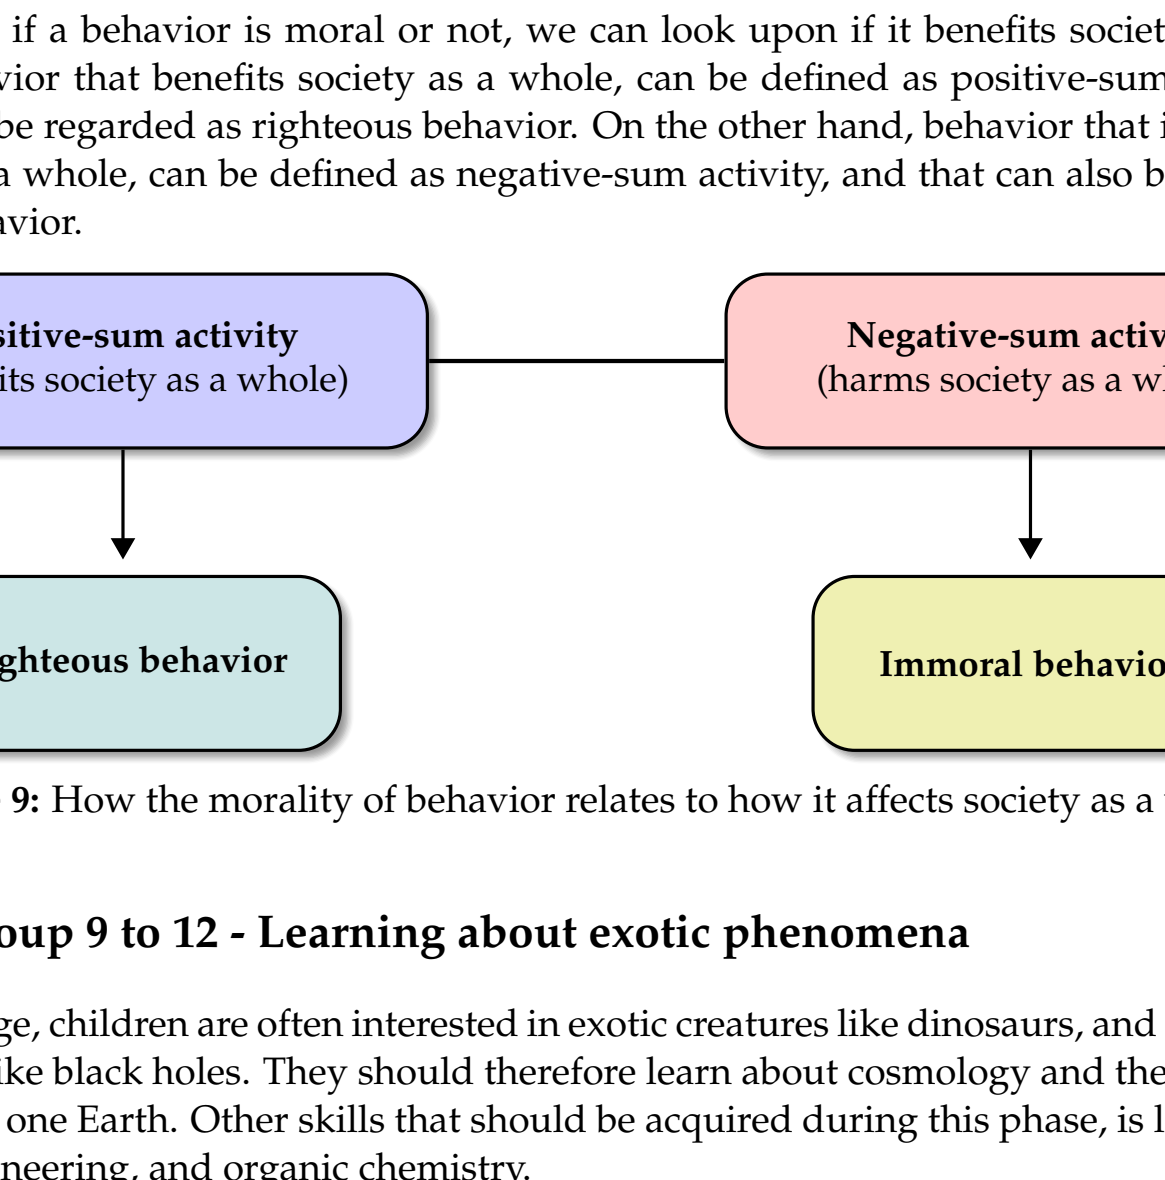 if a behavior is moral or not, we can look upon if it benefits societ
vior that benefits society as a whole, can be defined as positive-sum
be regarded as righteous behavior. On the other hand, behavior that i
a whole, can be defined as negative-sum activity, and that can also b
avior.
sitive-sum activity
its society as a whole)
Negative-sum activ
(harms society as a wh
ghteous behavior
Immoral behavio
9: How the morality of behavior relates to how it affects society as a
oup 9 to 12 - Learning about exotic phenomena
ge, children are often interested in exotic creatures like dinosaurs, and
ike black holes. They should therefore learn about cosmology and the
one Earth. Other skills that should be acquired during this phase, is l
neering, and organic chemistry.